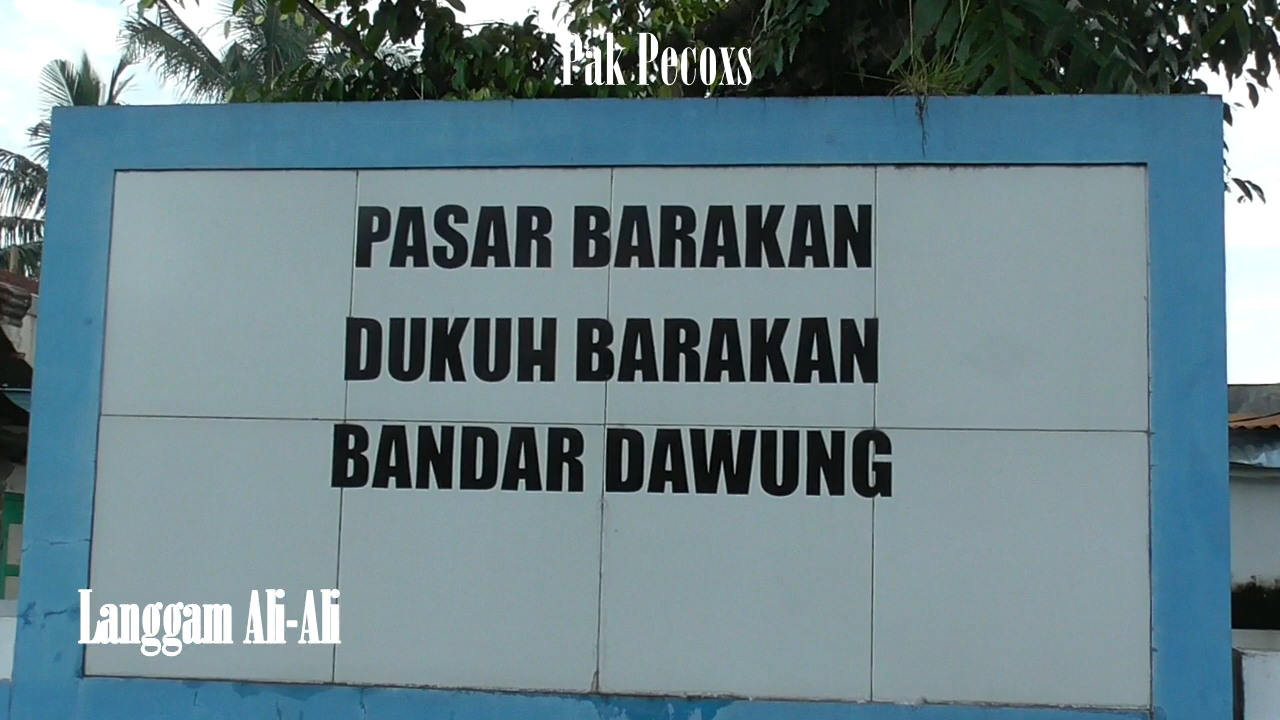 Pak Pecoxs
PASAR BARAKAN
DUKUH BARAKAN
BANDAR DAWUNG
Langgam Ali-Ali